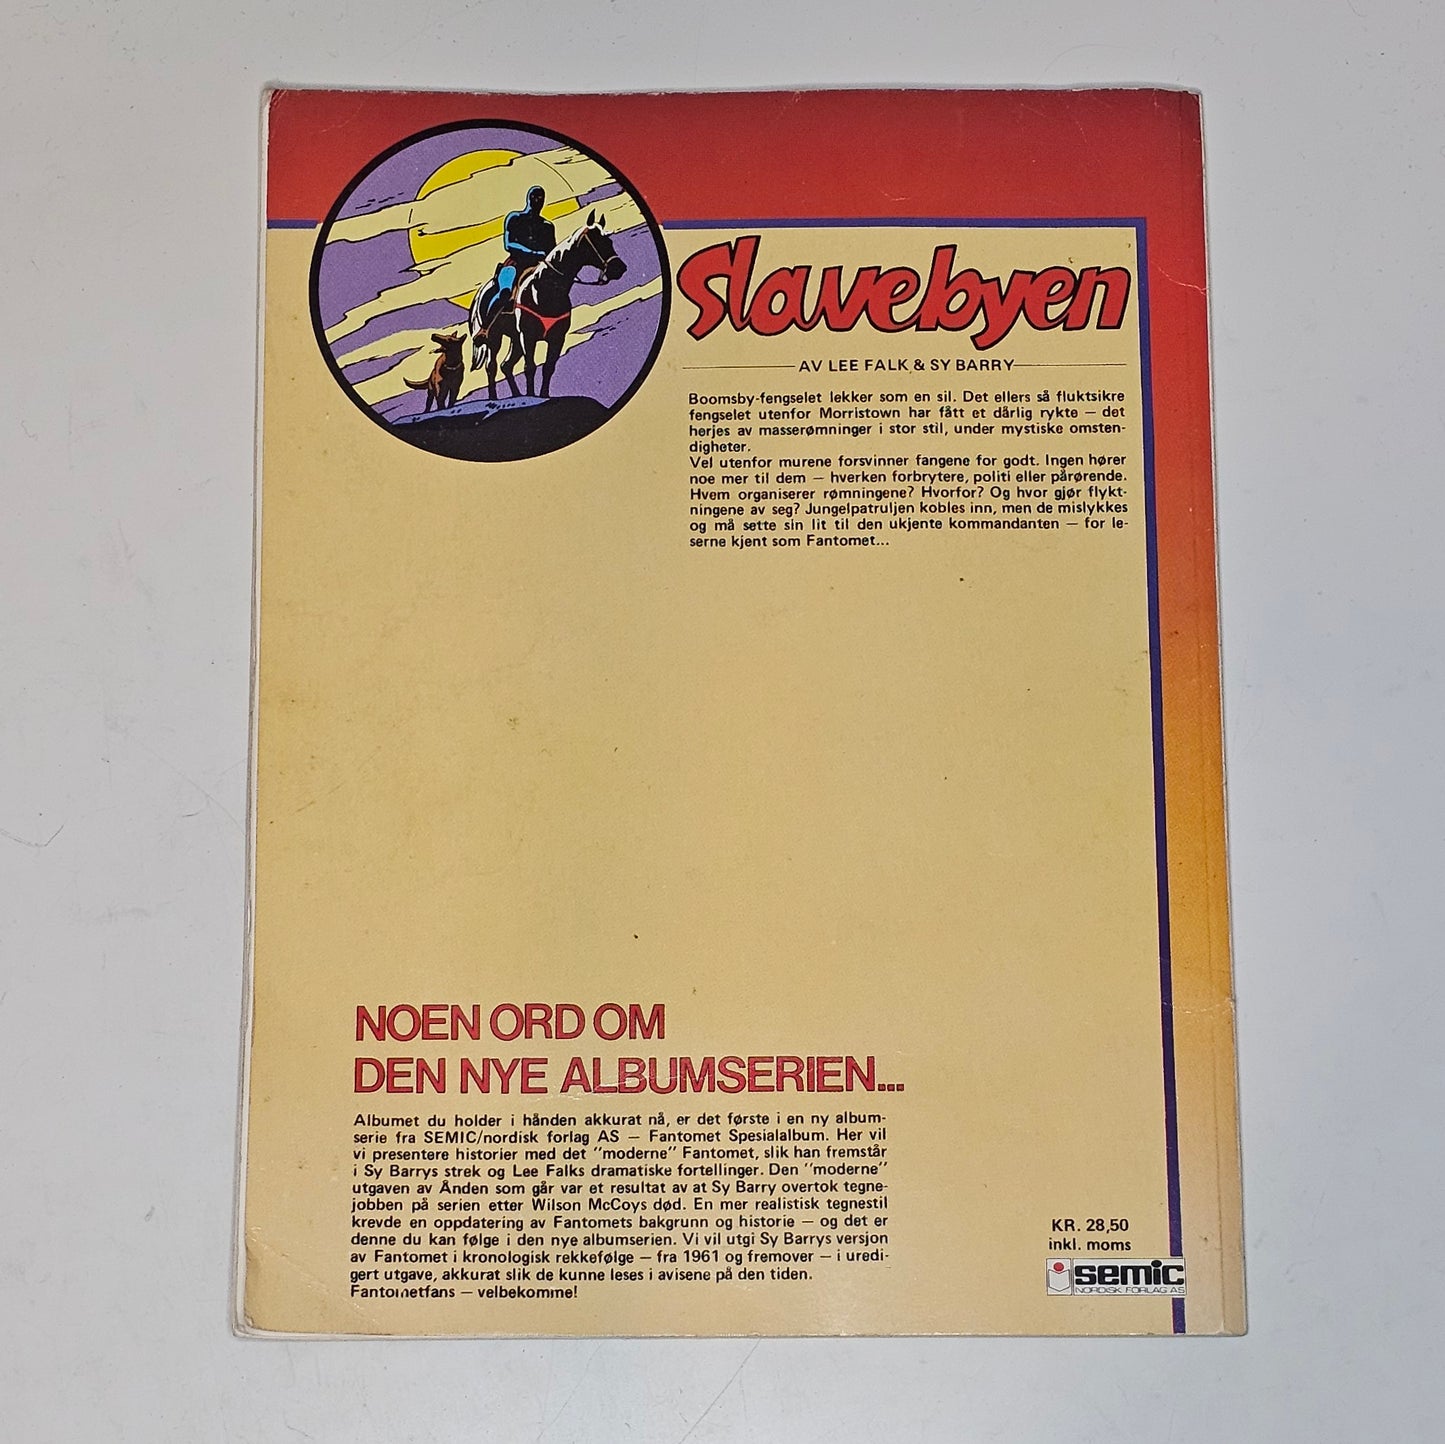 Slavebyen
AV LEE FALK & SY BARRY
Boomsby-fengselet lekker som en sil. Det ellers så fluktsikre
fengselet utenfor Morristown har fått et dårlig rykte — det
herjes av masserømninger i stor stil, under mystiske omsten-
digheter.
Vel utenfor murene forsvinner fangene for godt. Ingen hører
noe mer til dem — hverken forbrytere, politi eller pårørende.
Hvem organiserer rømningene? Hvorfor? Og hvor gjør flykt-
ningene av seg? Jungelpatruljen kobles inn, men de mislykkes
og må sette sin lit til den ukjente kommandanten — for le-
serne kjent som Fantomet...
NOEN ORD OM
DEN NYE ALBUMSERIEN...
Albumet du holder i hånden akkurat nå, er det første i en ny album-
serie fra SEMIC/nordisk forlag AS — Fantomet Spesialalbum. Her vil
vi presentere historier med det "moderne" Fantomet, slik han fremstår
i Sy Barrys strek og Lee Falks dramatiske fortellinger. Den "moderne"
utgaven av Ånden som går var et resultat av at Sy Barry overtok tegne-
jobben på serien etter Wilson McCoys død. En mer realistisk tegnestil
krevde en oppdatering av Fantomets bakgrunn og historie — og det er
denne du kan følge i den nye albumserien. Vi vil utgi Sy Barrys versjon
av Fantomet i kronologisk rekkefølge — fra 1961 og fremover — i uredi-
gert utgave, akkurat slik de kunne leses i avisene på den tiden.
Fantometfans — velbekomme!
KR. 28,50
inkl. moms
semic
NORDISK FORLAG AS